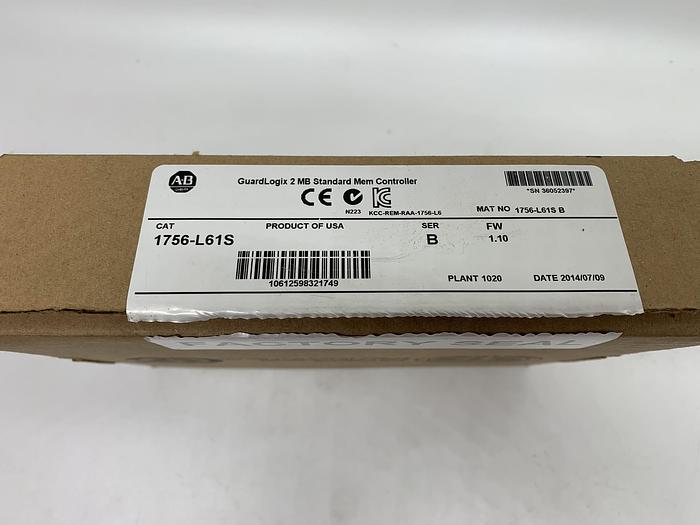 AB
GuardLogix 2 MB Standard Mem Controller
*SN 36052397*
CE
N223
KCC-REM-RAA-1756-L6
MAT NO 1756-L61S B
CAT
PRODUCT OF USA
SER
FW
1756-L61S
B
1.10
10612598321749
PLANT 1020
DATE 2014/07/09
FACTORY SEAL